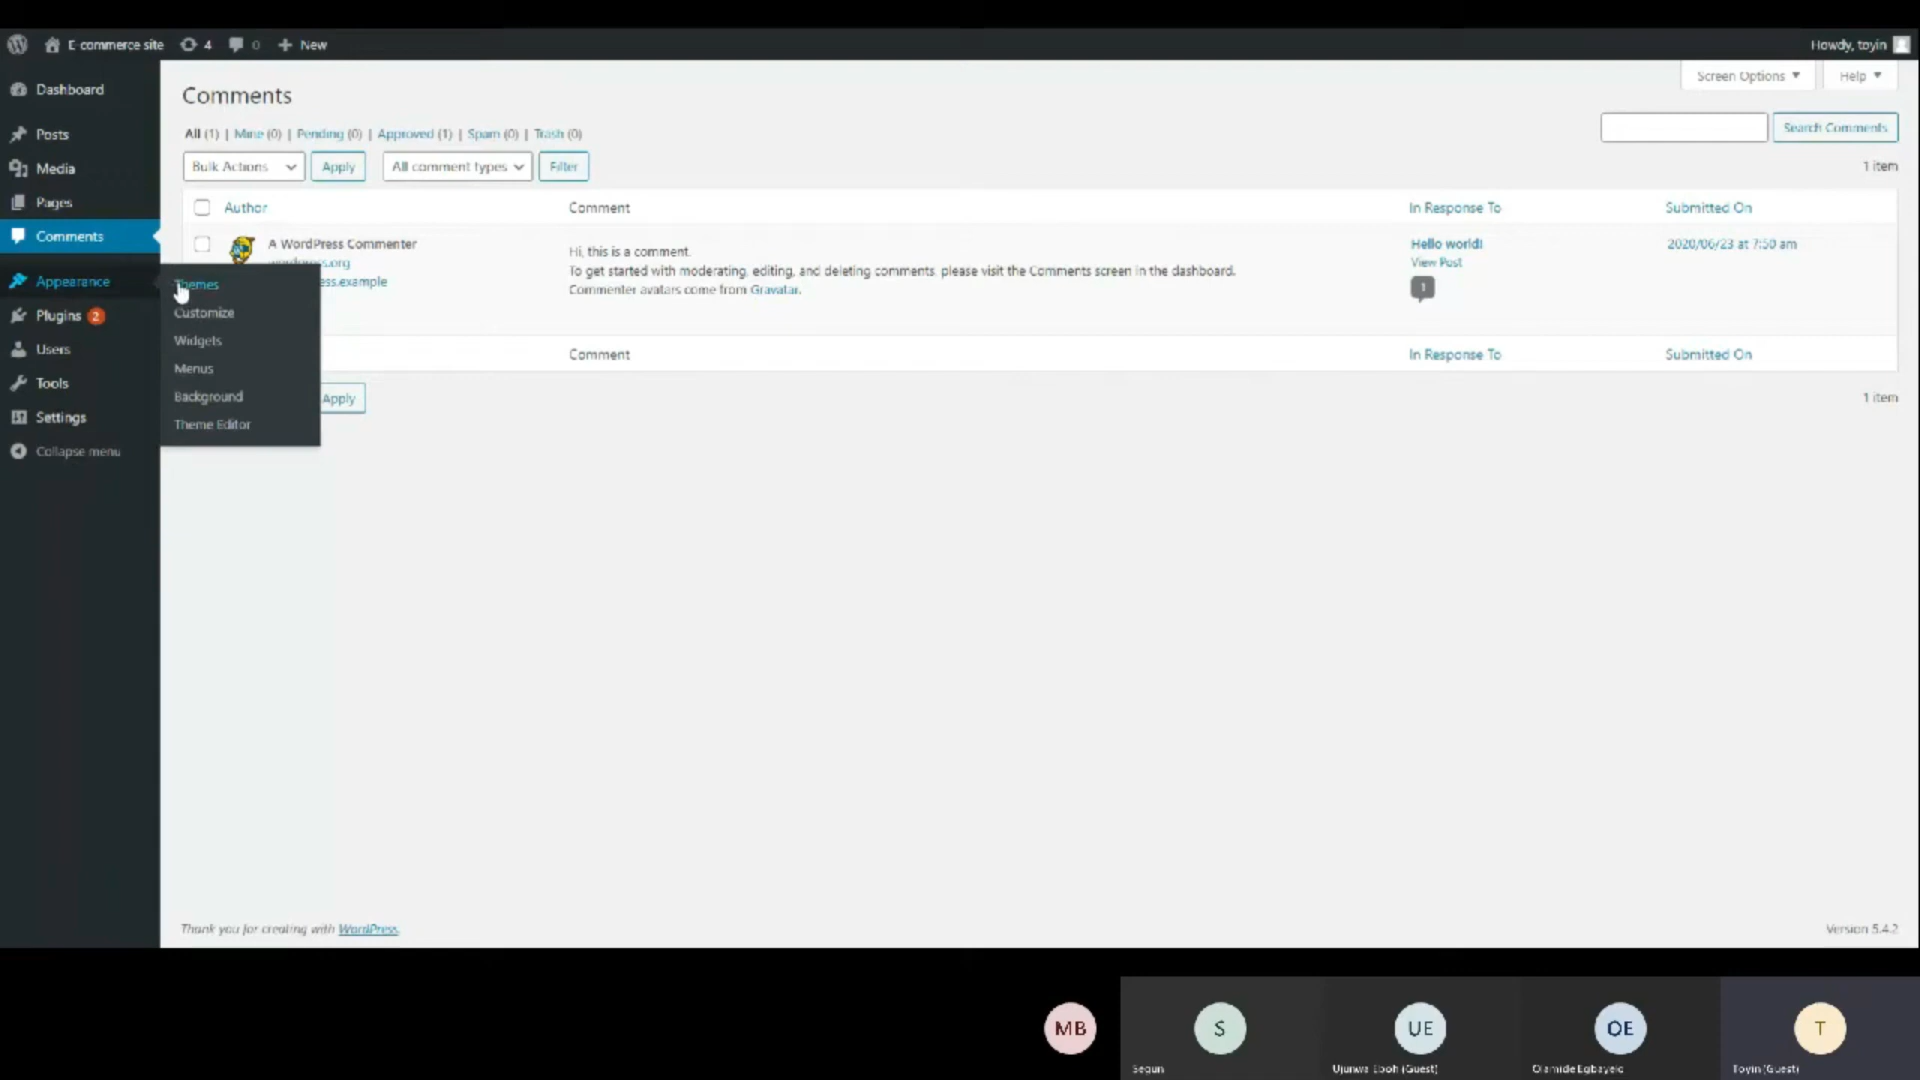 E-commerce site 4 0 New Howdy, toyin
Screen Options Help
Dashboard
Posts
Media
Pages
Comments
Appearance
Plugins 2
Users
Tools
Settings
Collapse menu
Themes
Customize
Widgets
Menus
Background
Theme Editor
Comments
All (1) | Mine (0) | Pending (0) | Approved (1) | Spam (0) | Trash (0)
Search Comments
Bulk Actions Apply All comment types Filter 1 item
Author Comment In Response To Submitted On
A WordPress Commenter
Hi, this is a comment.
To get started with moderating, editing, and deleting comments, please visit the Comments screen in the dashboard.
Commenter avatars come from Gravatar.
Hello world!
View Post
1
2020/06/23 at 7:50 am
Comment In Response To Submitted On
Apply 1 item
Thank you for creating with WordPress. Version 5.4.2
MB S UE OE T
Segun (Guest) Toyin (Guest)